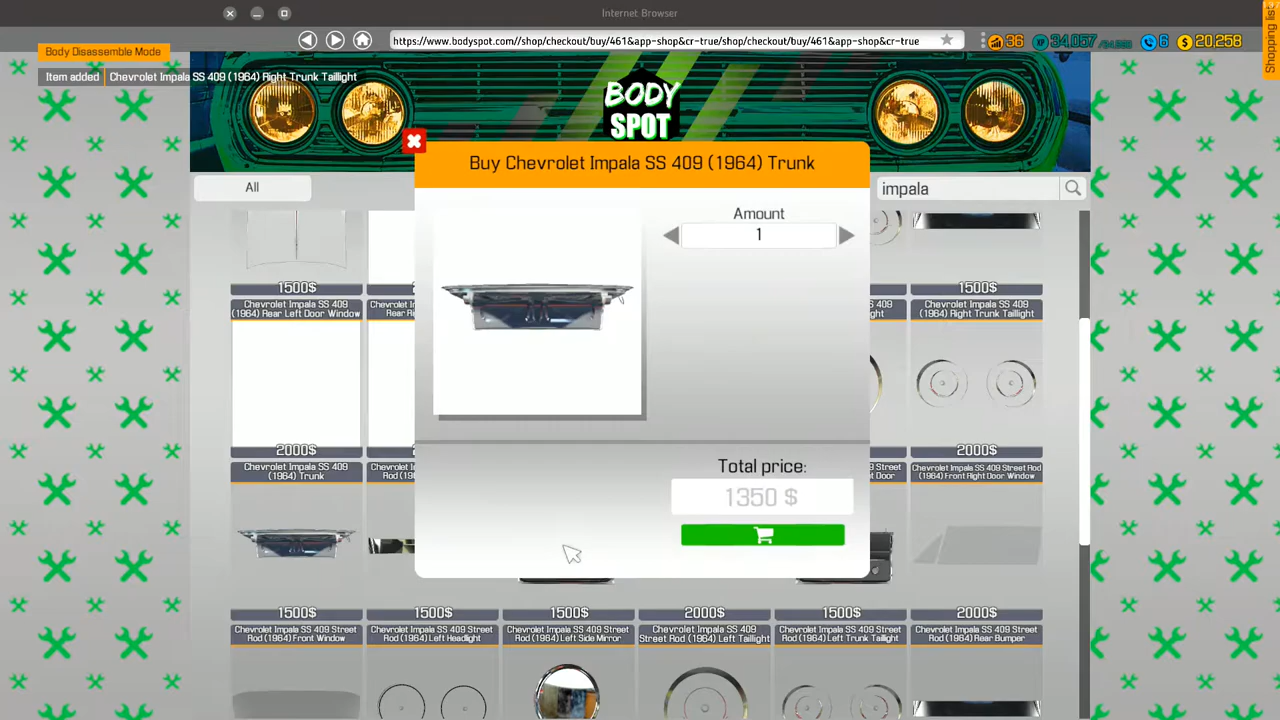 Internet Browser
https://www.bodyspot.com//shop/checkout/buy/461&app-shop&cr-true/shop/checkout/buy/461&app-shop&cr-true
36
6
20,258
Shopping list
Body Disassemble Mode
Item added
Chevrolet Impala SS 409 (1964) Right Trunk Taillight
BODY
SPOT
Buy Chevrolet Impala SS 409 (1964) Trunk
All
impala
Amount
1
1500$
1500$
Chevrolet Impala SS 409
(1964) Rear Left Door Window
Chevrolet Impala SS 409
(1964) Right Trunk Taillight
2000$
2000$
Chevrolet Impala SS 409
(1964) Trunk
Chevrolet Impala SS 409 Street Rod
(1964) Front Right Door Window
Total price:
1350 $
1500$
1500$
1500$
2000$
1500$
2000$
Chevrolet Impala SS 409 Street
Rod (1964) Front Window
Chevrolet Impala SS 409 Street
Rod (1964) Left Headlight
Chevrolet Impala SS 409 Street
Rod (1964) Left Side Mirror
Chevrolet Impala SS 409
Street Rod (1964) Left Taillight
Chevrolet Impala SS 409 Street
Rod (1964) Left Trunk Taillight
Chevrolet Impala SS 409 Street
Rod (1964) Rear Bumper